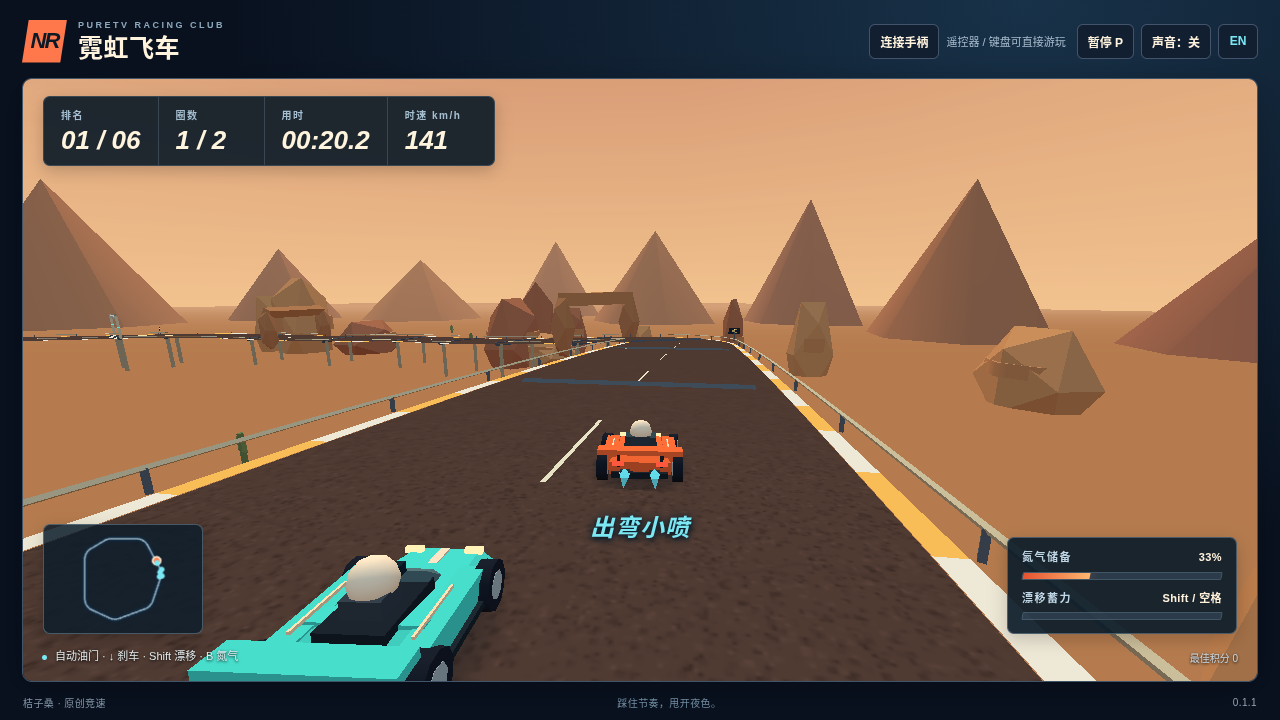 NR
PURETV RACING CLUB
霓虹飞车
连接手柄
遥控器 / 键盘可直接游玩
暂停 P
声音：关
EN
排名
01 / 06
圈数
1 / 2
用时
00:20.2
时速 km/h
141
出弯小喷
氮气储备
33%
漂移蓄力
Shift / 空格
自动油门 · ↓ 刹车 · Shift 漂移 · B 氮气
最佳积分 0
桔子桑 · 原创竞速
踩住节奏，甩开夜色。
0.1.1